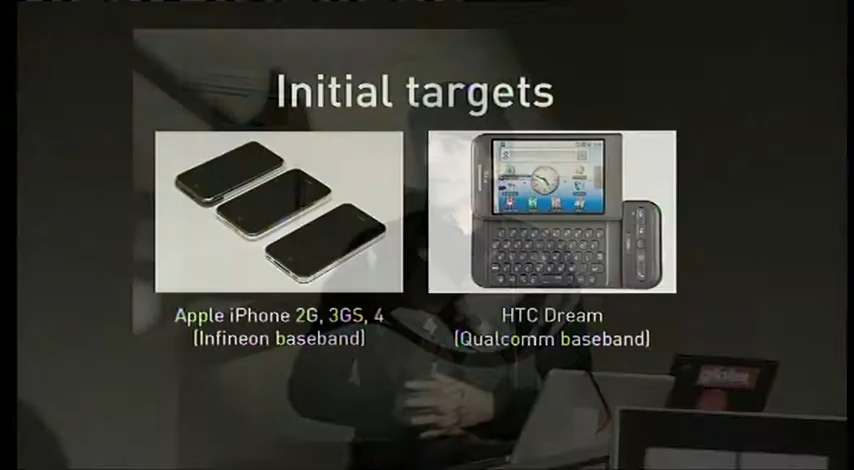 Initial targets
Apple iPhone 2G, 3GS, 4
(Infineon baseband)
HTC Dream
(Qualcomm baseband)